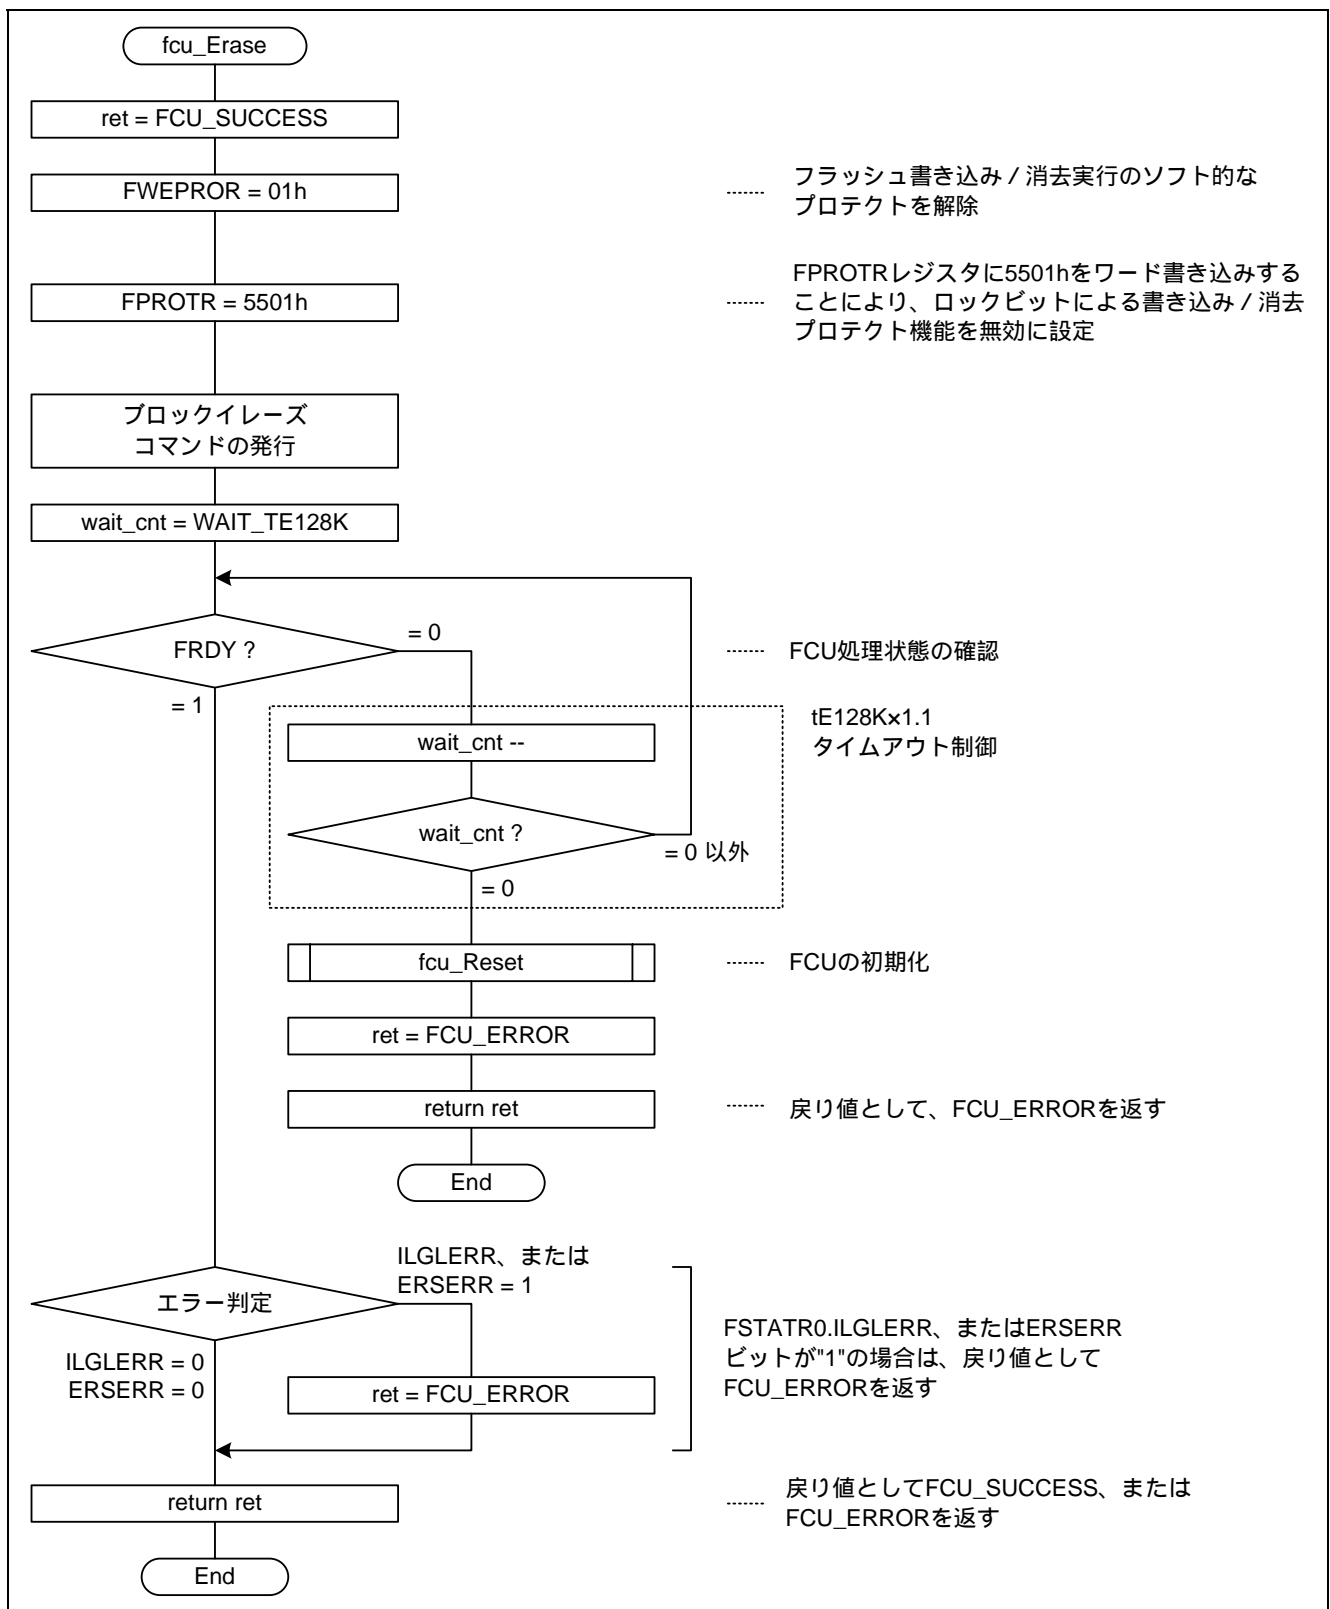 fcu_Erase
ret = FCU_SUCCESS
FWEPROR = 01h
フラッシュ書き込み / 消去実行のソフト的な
プロテクトを解除
FPROTR = 5501h
FPROTRレジスタに5501hをワード書き込みする
ことにより、ロックビットによる書き込み / 消去
プロテクト機能を無効に設定
ブロックイレーズ
コマンドの発行
wait_cnt = WAIT_TE128K
FRDY ?
= 0
FCU処理状態の確認
= 1
tE128K×1.1
タイムアウト制御
wait_cnt --
wait_cnt ?
= 0 以外
= 0
fcu_Reset
FCUの初期化
ret = FCU_ERROR
return ret
戻り値として、FCU_ERRORを返す
End
ILGLERR、または
ERSERR = 1
エラー判定
ILGLERR = 0
ERSERR = 0
ret = FCU_ERROR
FSTATR0.ILGLERR、またはERSERR
ビットが"1"の場合は、戻り値として
FCU_ERRORを返す
return ret
戻り値としてFCU_SUCCESS、または
FCU_ERRORを返す
End